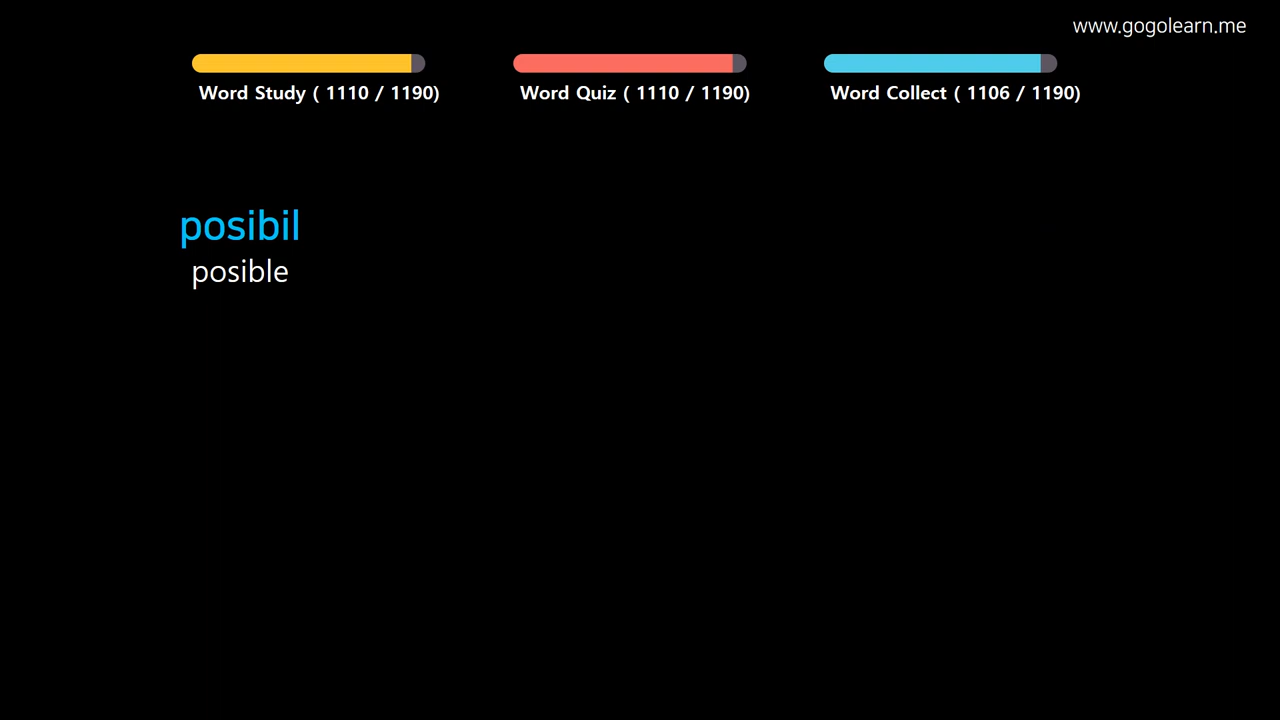 www.gogolearn.me
Word Study ( 1110 / 1190)
Word Quiz ( 1110 / 1190)
Word Collect ( 1106 / 1190)
posibil
posible